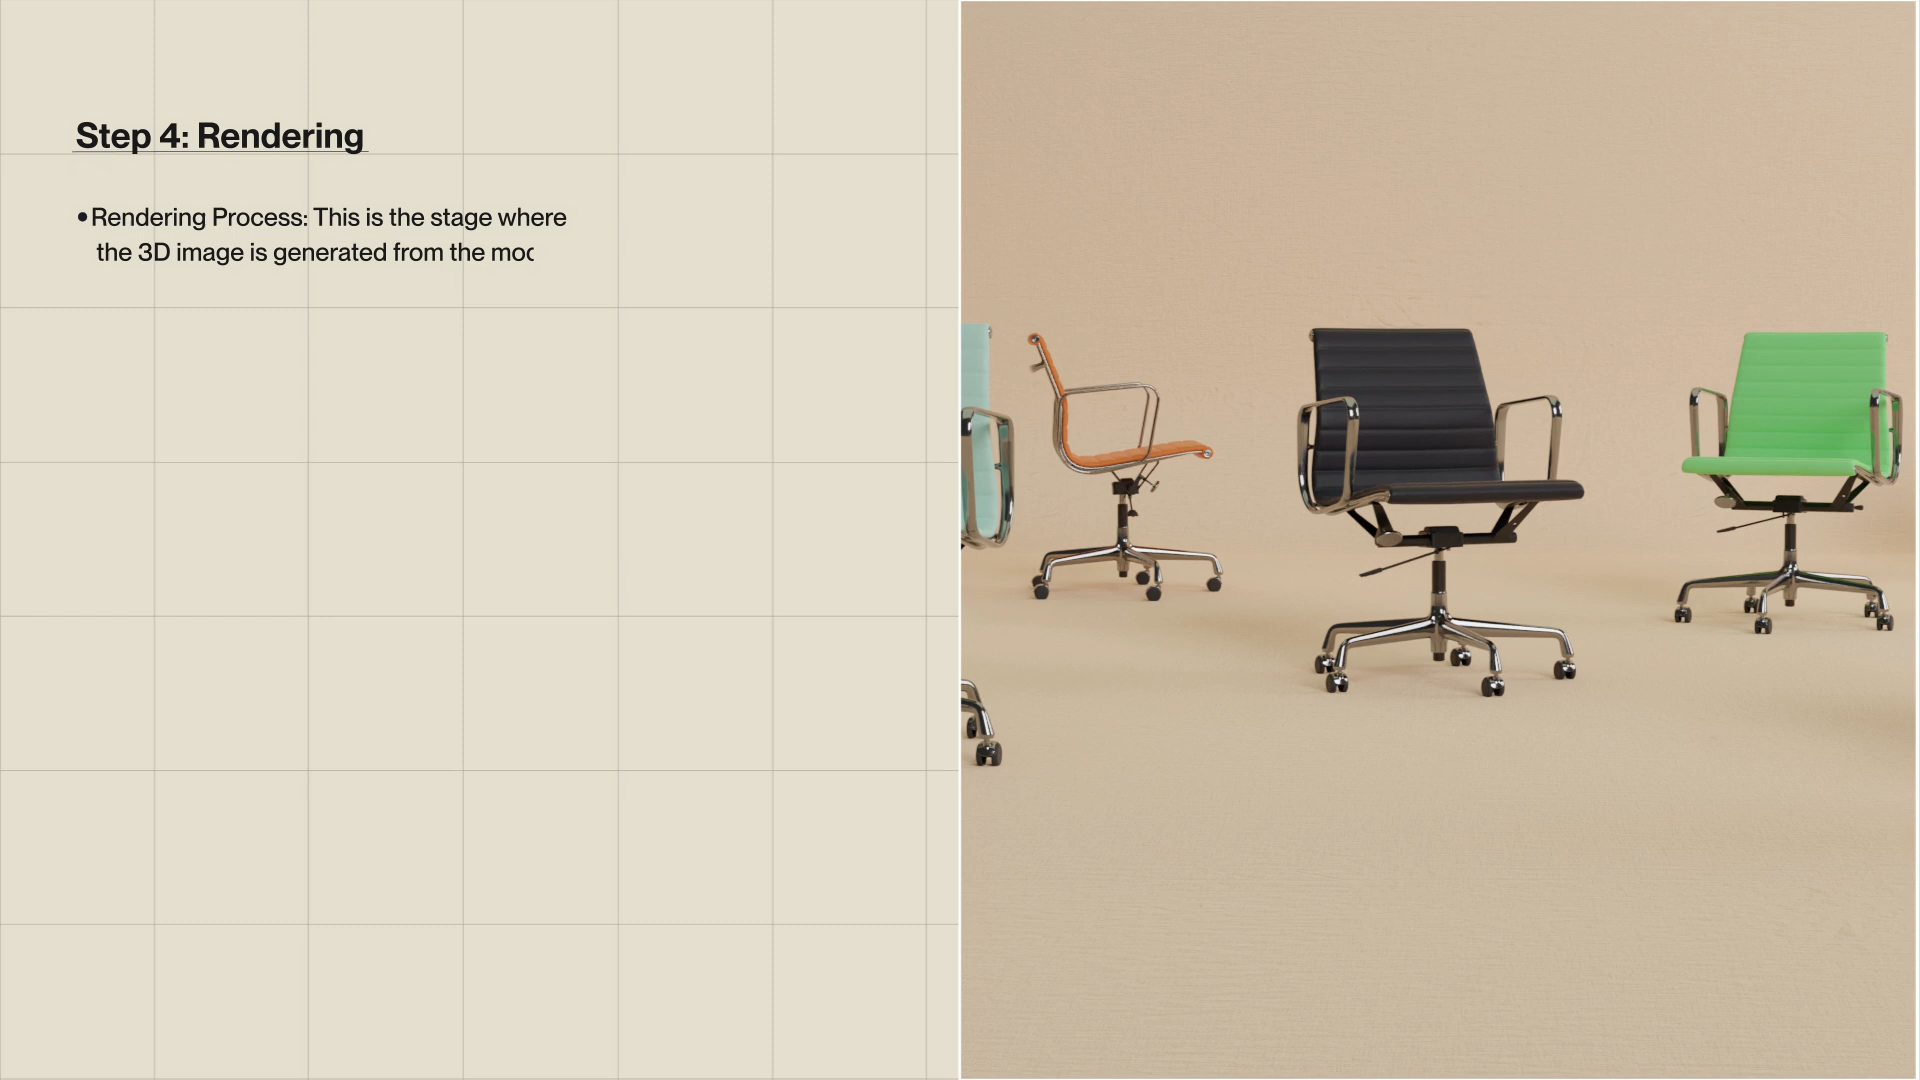 Step 4: Rendering
• Rendering Process: This is the stage where
the 3D image is generated from the